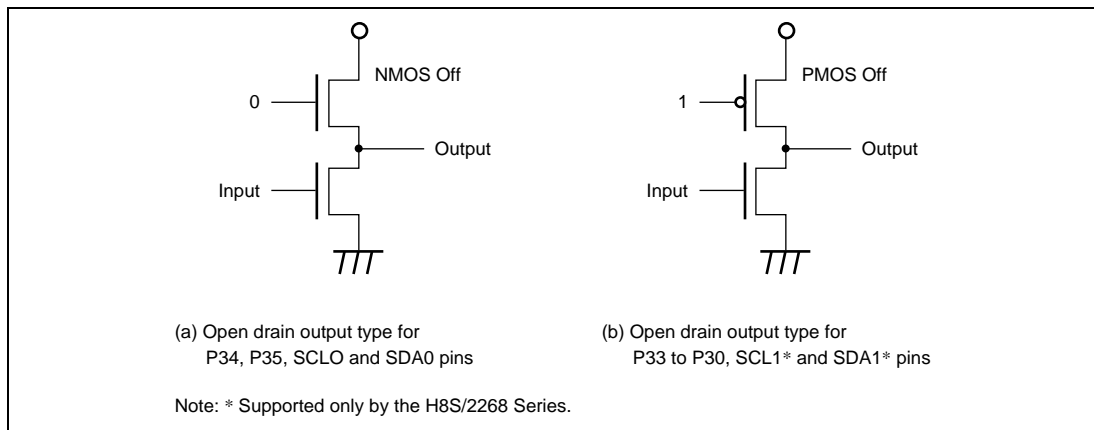 NMOS Off
0
Output
Input
(a) Open drain output type for
P34, P35, SCLO and SDA0 pins
PMOS Off
1
Output
Input
(b) Open drain output type for
P33 to P30, SCL1* and SDA1* pins
Note: * Supported only by the H8S/2268 Series.